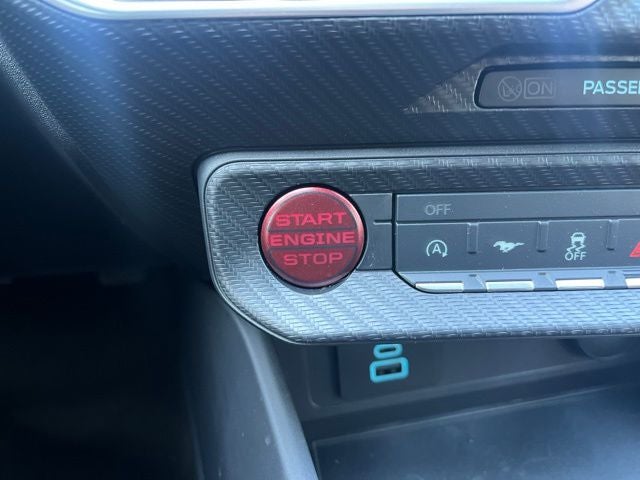 ON PASSE
START
ENGINE
STOP
OFF
A
OFF